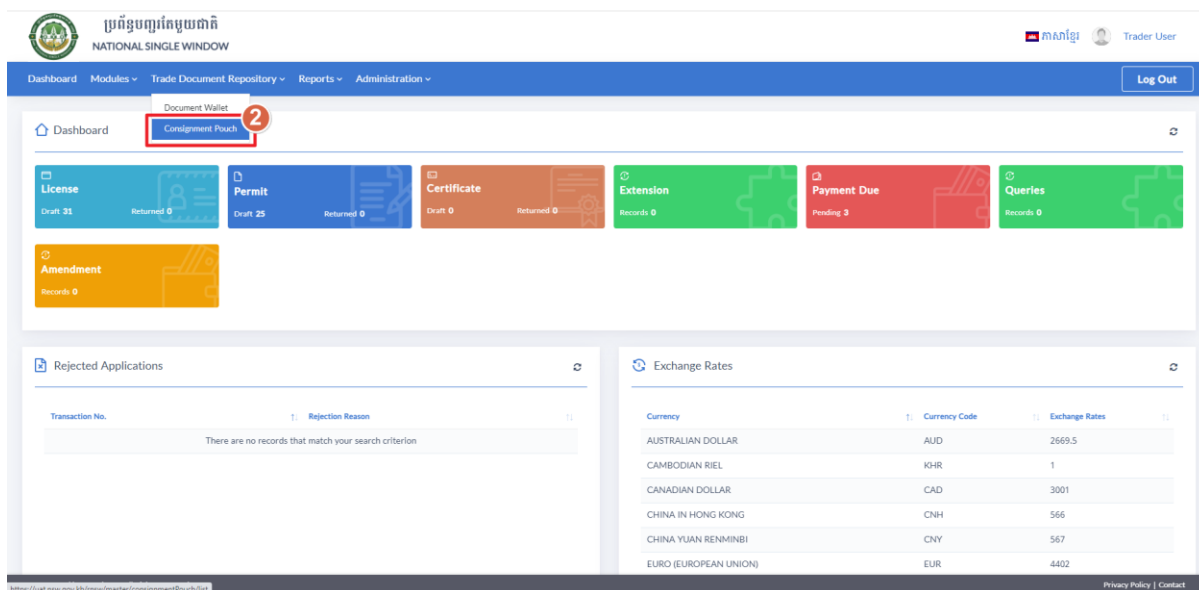 ប្រព័ន្ធបញ្ជរតែមួយជាតិ
NATIONAL SINGLE WINDOW
ភាសាខ្មែរ
Trader User
Dashboard Modules Trade Document Repository Reports Administration Log Out
Document Wallet
Consignment Pouch
2
Dashboard
License
Draft 31 Returned 0
Permit
Draft 25 Returned 0
Certificate
Draft 0 Returned 0
Extension
Records 0
Payment Due
Pending 3
Queries
Records 0
Amendment
Records 0
Rejected Applications
Transaction No. Rejection Reason
There are no records that match your search criterion
Exchange Rates
Currency Currency Code Exchange Rates
AUSTRALIAN DOLLAR AUD 2669.5
CAMBODIAN RIEL KHR 1
CANADIAN DOLLAR CAD 3001
CHINA IN HONG KONG CNH 566
CHINA YUAN RENMINBI CNY 567
EURO (EUROPEAN UNION) EUR 4402
Privacy Policy | Contact